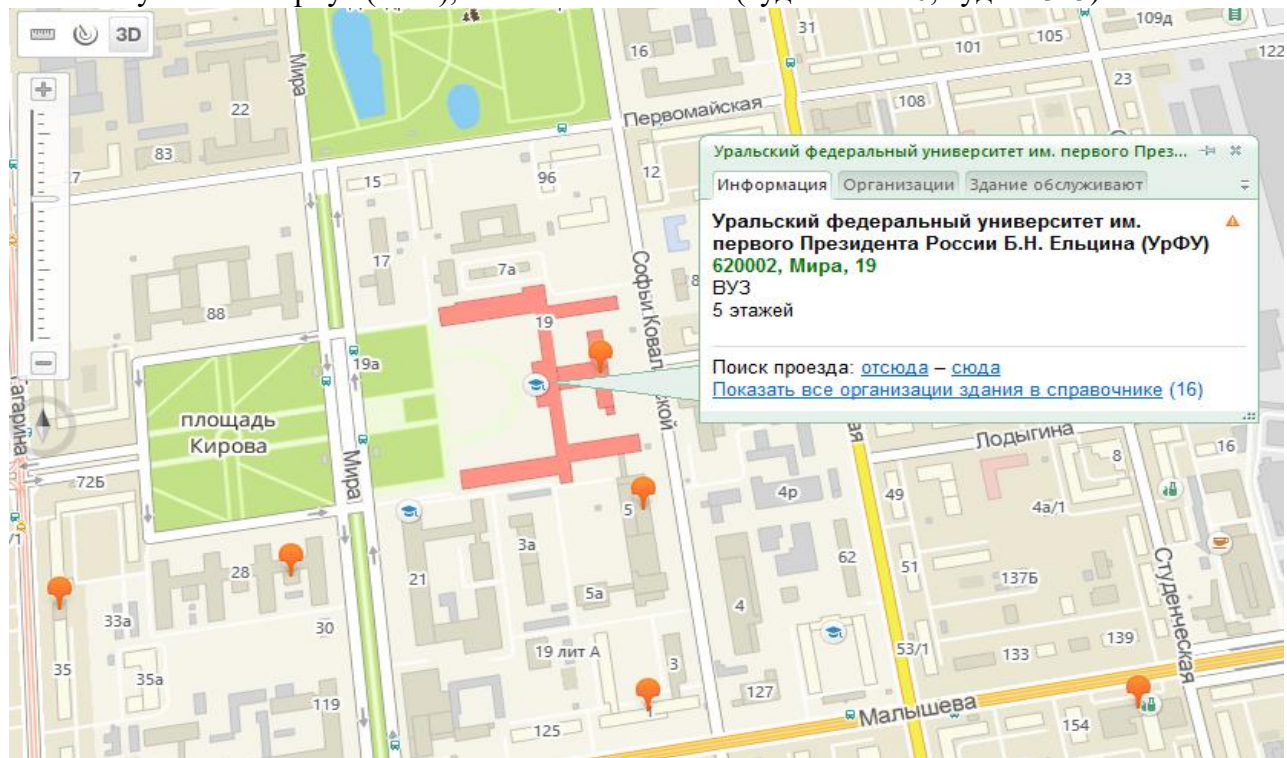 3D
16
31
101
105
109д
122
22
Мира
Первомайская
108
23
83
27
15
96
12
17
7а
88
19
19а
Софьи Ковал
ской
Уральский федеральный университет им. первого През...
Информация
Организации
Здание обслуживают
Уральский федеральный университет им.
первого Президента России Б.Н. Ельцина (УрФУ)
620002, Мира, 19
ВУЗ
5 этажей
Поиск проезда: отсюда – сюда
Показать все организации здания в справочнике (16)
площадь
Кирова
Мира
72Б
Лодыгина
8
16
4р
49
4а/1
5
3а
28
21
5а
62
51
137Б
Студенческая
33а
30
4
35
35а
19 лит А
3
53/1
133
139
119
127
125
Малышева
154